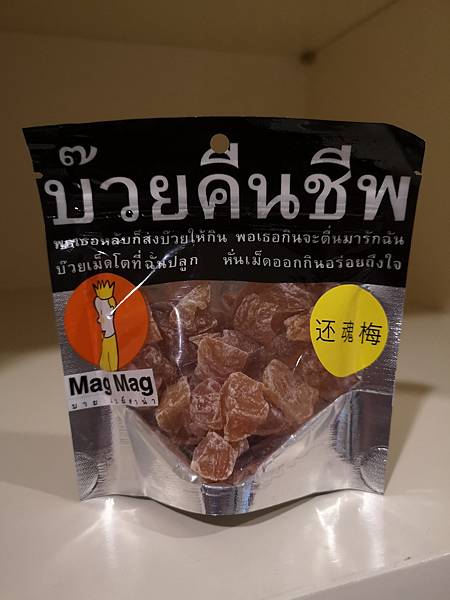 บ๊วยคืนชีพ
พอเธอหลับก็ส่งบ๊วยให้กิน พอเธอกินจะตื่นมารักฉัน
บ๊วยเม็ดโตที่ฉันปลูก หั่นเม็ดออกกินอร่อยถึงใจ
还魂梅
Mag Mag